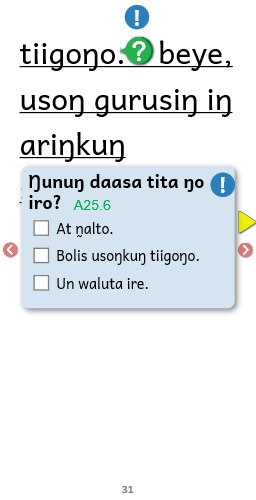 tiigoŋo. beye,
usoŋ gurusiŋ iŋ
ariŋkuŋ
Ŋunuŋ daasa tita ŋo
iro? A25.6
At ŋ̰alto.
Bolis usoŋkuŋ tiigoŋo.
Un waluta ire.
31